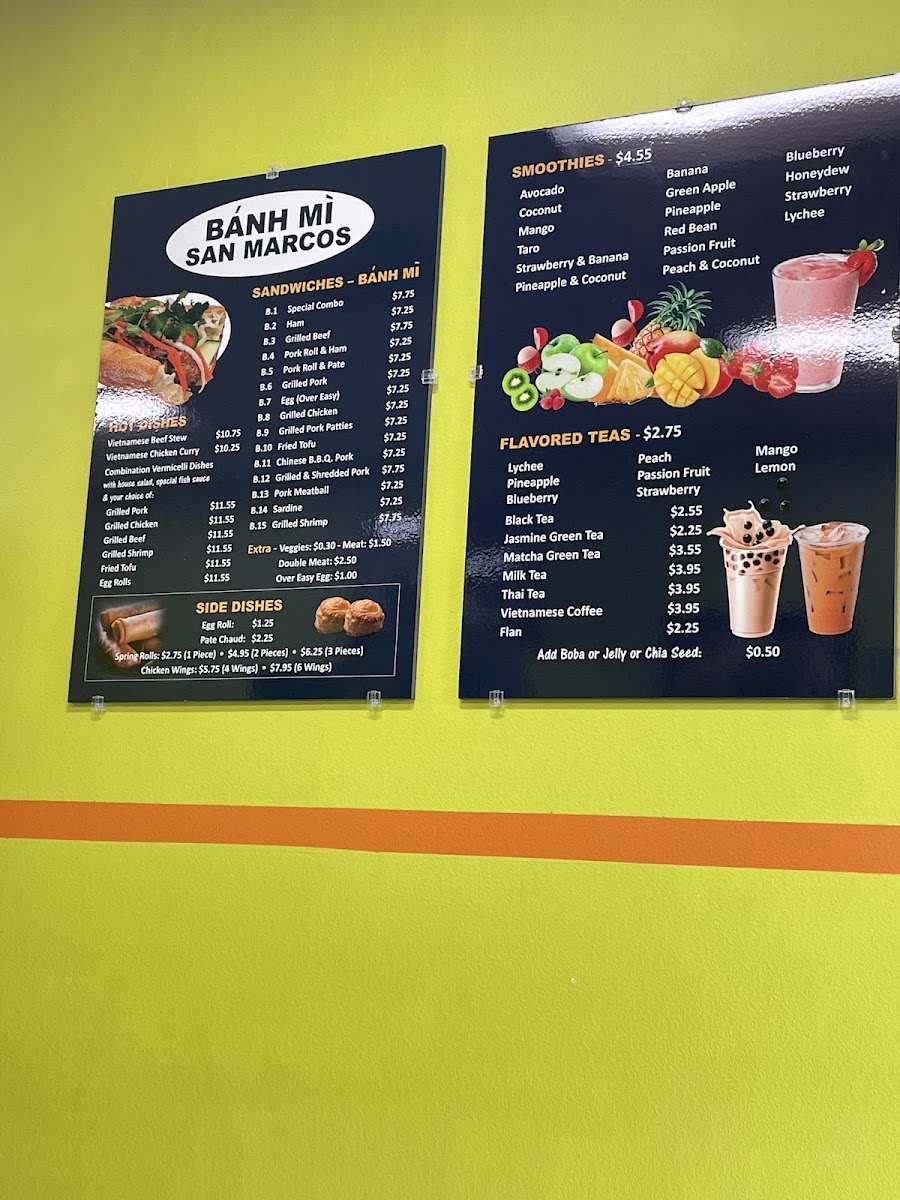 BÁNH MÌ
SAN MARCOS
SANDWICHES – BÁNH MÌ
B.1 Special Combo $7.75
B.2 Ham $7.25
B.3 Grilled Beef $7.75
B.4 Pork Roll & Ham $7.25
B.5 Pork Roll & Pate $7.25
B.6 Grilled Pork $7.25
B.7 Egg (Over Easy) $7.25
B.8 Grilled Chicken $7.25
B.9 Grilled Pork Patties $7.25
B.10 Fried Tofu $7.25
B.11 Chinese B.B.Q. Pork $7.25
B.12 Grilled & Shredded Pork $7.75
B.13 Pork Meatball $7.25
B.14 Sardine $7.25
B.15 Grilled Shrimp $7.75
Extra - Veggies: $0.30 - Meat: $1.50
Double Meat: $2.50
Over Easy Egg: $1.00
HOT DISHES
Vietnamese Beef Stew $10.75
Vietnamese Chicken Curry $10.25
Combination Vermicelli Dishes
with house salad, special fish sauce
& your choice of:
Grilled Pork $11.55
Grilled Chicken $11.55
Grilled Beef $11.55
Grilled Shrimp $11.55
Fried Tofu $11.55
Egg Rolls $11.55
SIDE DISHES
Egg Roll: $1.25
Pate Chaud: $2.25
Spring Rolls: $2.75 (1 Piece) • $4.95 (2 Pieces) • $6.25 (3 Pieces)
Chicken Wings: $5.75 (4 Wings) • $7.95 (6 Wings)
SMOOTHIES - $4.55
Avocado
Coconut
Mango
Taro
Strawberry & Banana
Pineapple & Coconut
Banana
Green Apple
Pineapple
Red Bean
Passion Fruit
Peach & Coconut
Blueberry
Honeydew
Strawberry
Lychee
FLAVORED TEAS - $2.75
Lychee
Pineapple
Blueberry
Peach
Passion Fruit
Strawberry
Mango
Lemon
Black Tea $2.55
Jasmine Green Tea $2.25
Matcha Green Tea $3.55
Milk Tea $3.95
Thai Tea $3.95
Vietnamese Coffee $3.95
Flan $2.25
Add Boba or Jelly or Chia Seed: $0.50